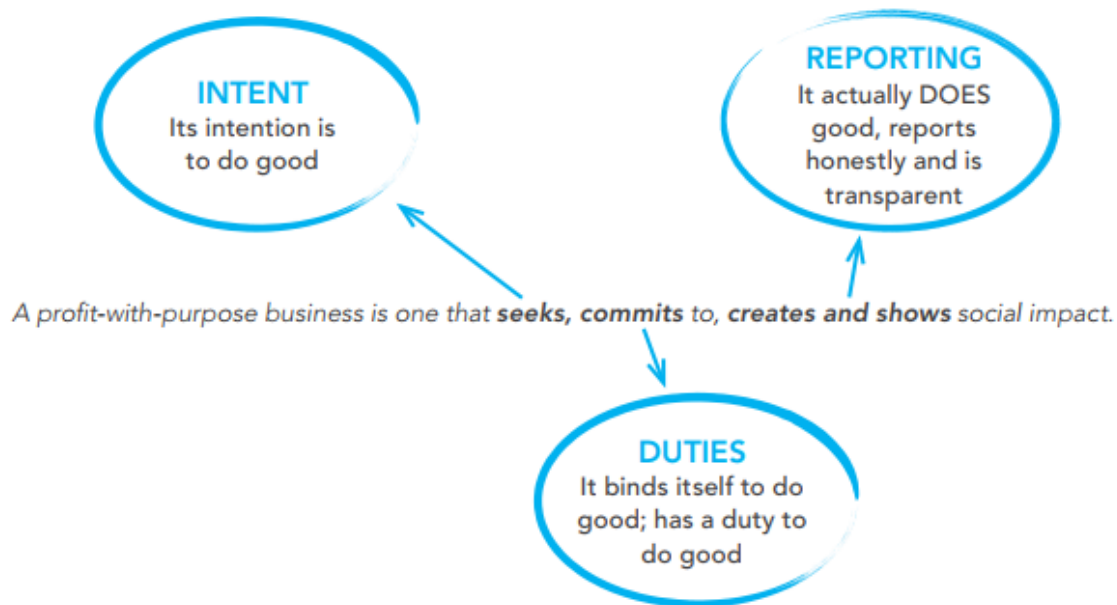 INTENT
Its intention is
to do good
REPORTING
It actually DOES
good, reports
honestly and is
transparent
A profit-with-purpose business is one that seeks, commits to, creates and shows social impact.
DUTIES
It binds itself to do
good; has a duty to
do good